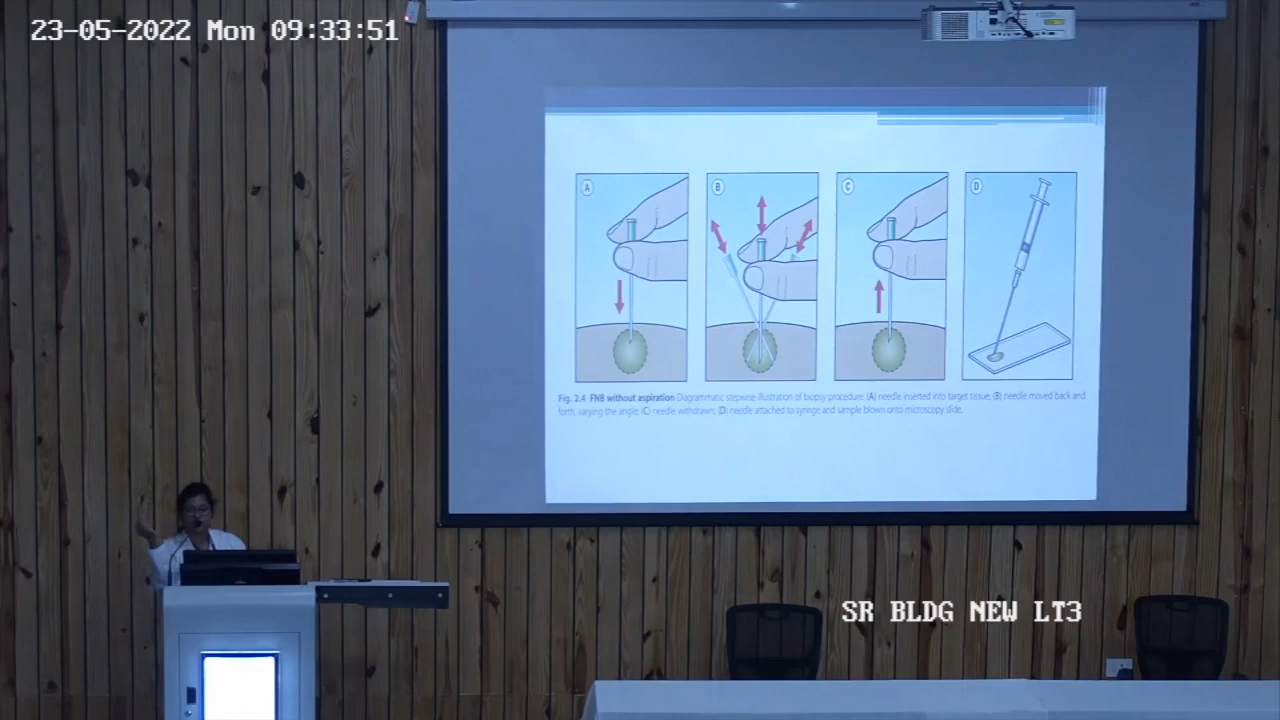 23-05-2022 Mon 09:33:51
A
B
C
D
Fig. 2.4 FNB without aspiration Diagrammatic stepwise illustration of biopsy procedure: (A) needle inserted into target tissue; (B) needle moved back and
forth, varying the angle; (C) needle withdrawn; (D) needle attached to syringe and sample blown onto microscopy slide.
SR BLDG NEW LT3